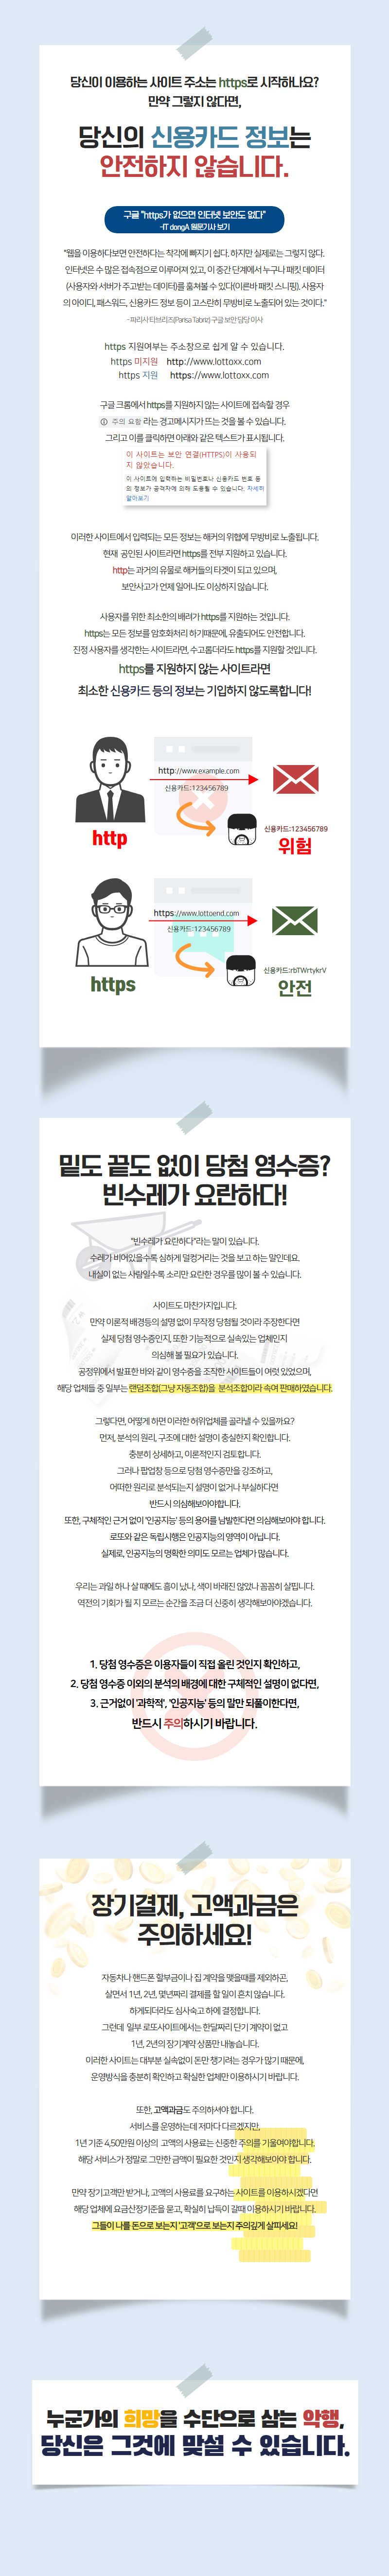 당신이 이용하는 사이트 주소는 https로 시작하나요?
만약 그렇지 않다면,
당신의 신용카드 정보는
안전하지 않습니다.
구글 "https가 없으면 인터넷 보안도 없다"
-IT dongA 원문기사 보기
"웹을 이용하다보면 안전하다는 착각에 빠지기 쉽다. 하지만 실제로는 그렇지 않다.
인터넷은 수 많은 접속점으로 이루어져 있고, 이 중간 단계에서 누구나 패킷 데이터
(사용자와 서버가 주고받는 데이터)를 훔쳐볼 수 있다(이른바 패킷 스니핑). 사용자
의 아이디, 패스워드, 신용카드 정보 등이 고스란히 무방비로 노출되어 있는 것이다."
- 파리사 타브리즈(Parisa Tabriz) 구글 보안 담당 이사
https 지원여부는 주소창으로 쉽게 알 수 있습니다.
https 미지원 http://www.lottoxx.com
https 지원 https://www.lottoxx.com
구글 크롬에서 https를 지원하지 않는 사이트에 접속할 경우
ⓘ 주의 요함 라는 경고메시지가 뜨는 것을 볼 수 있습니다.
그리고 이를 클릭하면 아래와 같은 텍스트가 표시됩니다.
이 사이트는 보안 연결(HTTPS)이 사용되
지 않았습니다.
이 사이트에 입력하는 비밀번호나 신용카드 번호 등
의 정보가 공격자에 의해 도용될 수 있습니다. 자세히
알아보기
이러한 사이트에서 입력되는 모든 정보는 해커의 위협에 무방비로 노출됩니다.
현재 공인된 사이트라면 https를 전부 지원하고 있습니다.
http는 과거의 유물로 해커들의 타겟이 되고 있으며,
보안사고가 언제 일어나도 이상하지 않습니다.
사용자를 위한 최소한의 배려가 https를 지원하는 것입니다.
https는 모든 정보를 암호화처리 하기때문에, 유출되어도 안전합니다.
진정 사용자를 생각한는 사이트라면, 수고롭더라도 https를 지원할 것입니다.
https를 지원하지 않는 사이트라면
최소한 신용카드 등의 정보는 기입하지 않도록합니다!
http://www.example.com
신용카드:123456789
http
신용카드:123456789
위험
https://www.lottoend.com
신용카드:123456789
https
신용카드:rbTWrtykrV
안전
밑도 끝도 없이 당첨 영수증?
빈수레가 요란하다!
"빈수레가 요란하다"라는 말이 있습니다.
수레가 비어있을수록 심하게 덜컹거리는 것을 보고 하는 말인데요.
내실이 없는 사람일수록 소리만 요란한 경우를 많이 볼 수 있습니다.
사이트도 마찬가지입니다.
만약 이론적 배경등의 설명 없이 무작정 당첨될 것이라 주장한다면
실제 당첨 영수증인지, 또한 기능적으로 실속있는 업체인지
의심해 볼 필요가 있습니다.
공정위에서 발표한 바와 같이 영수증을 조작한 사이트들이 여럿 있었으며,
해당 업체들 중 일부는 랜덤조합(그냥 자동조합)을 분석조합이라 속여 판매하였습니다.
그렇다면, 어떻게 하면 이러한 허위업체를 골라낼 수 있을까요?
먼저, 분석의 원리, 구조에 대한 설명이 충실한지 확인합니다.
충분히 상세하고, 이론적인지 검토합니다.
그러나 팝업창 등으로 당첨 영수증만을 강조하고,
어떠한 원리로 분석되는지 설명이 없거나 부실하다면
반드시 의심해보아야합니다.
또한, 구체적인 근거 없이 '인공지능' 등의 용어를 남발한다면 의심해보아야 합니다.
로또와 같은 독립시행은 인공지능의 영역이 아닙니다.
실제로, 인공지능의 명확한 의미도 모르는 업체가 많습니다.
우리는 과일 하나 살 때에도 흠이 났나, 색이 바래진 않았나 꼼꼼히 살핍니다.
역전의 기회가 될 지 모르는 순간을 조금 더 신중히 생각해보아야겠습니다.
1. 당첨 영수증은 이용자들이 직접 올린 것인지 확인하고,
2. 당첨 영수증 이외의 분석의 배경에 대한 구체적인 설명이 없다면,
3. 근거없이 '과학적', '인공지능' 등의 말만 되풀이한다면,
반드시 주의하시기 바랍니다.
장기결제, 고액과금은
주의하세요!
자동차나 핸드폰 할부금이나 집 계약을 맺을때를 제외하곤,
살면서 1년, 2년, 몇년짜리 결제를 할 일이 흔치 않습니다.
하게되더라도 심사숙고 하에 결정합니다.
그런데 일부 로또사이트에서는 한달짜리 단기 계약이 없고
1년, 2년의 장기계약 상품만 내놓습니다.
이러한 사이트는 대부분 실속없이 돈만 챙기려는 경우가 많기 때문에,
운영방식을 충분히 확인하고 확실한 업체만 이용하시기 바랍니다.
또한, 고액과금도 주의하셔야 합니다.
서비스를 운영하는데 저마다 다르겠지만,
1년 기준 4,50만원 이상의 고액의 사용료는 신중한 주의를 기울여야합니다.
해당 서비스가 정말로 그만한 금액이 필요한 것인지 생각해보아야 합니다.
만약 장기고객만 받거나, 고액의 사용료를 요구하는 사이트를 이용하시겠다면
해당 업체에 요금산정기준을 묻고, 확실히 납득이 갈때 이용하시기 바랍니다.
그들이 나를 돈으로 보는지 '고객'으로 보는지 주의깊게 살피세요!
누군가의 희망을 수단으로 삼는 악행,
당신은 그것에 맞설 수 있습니다.